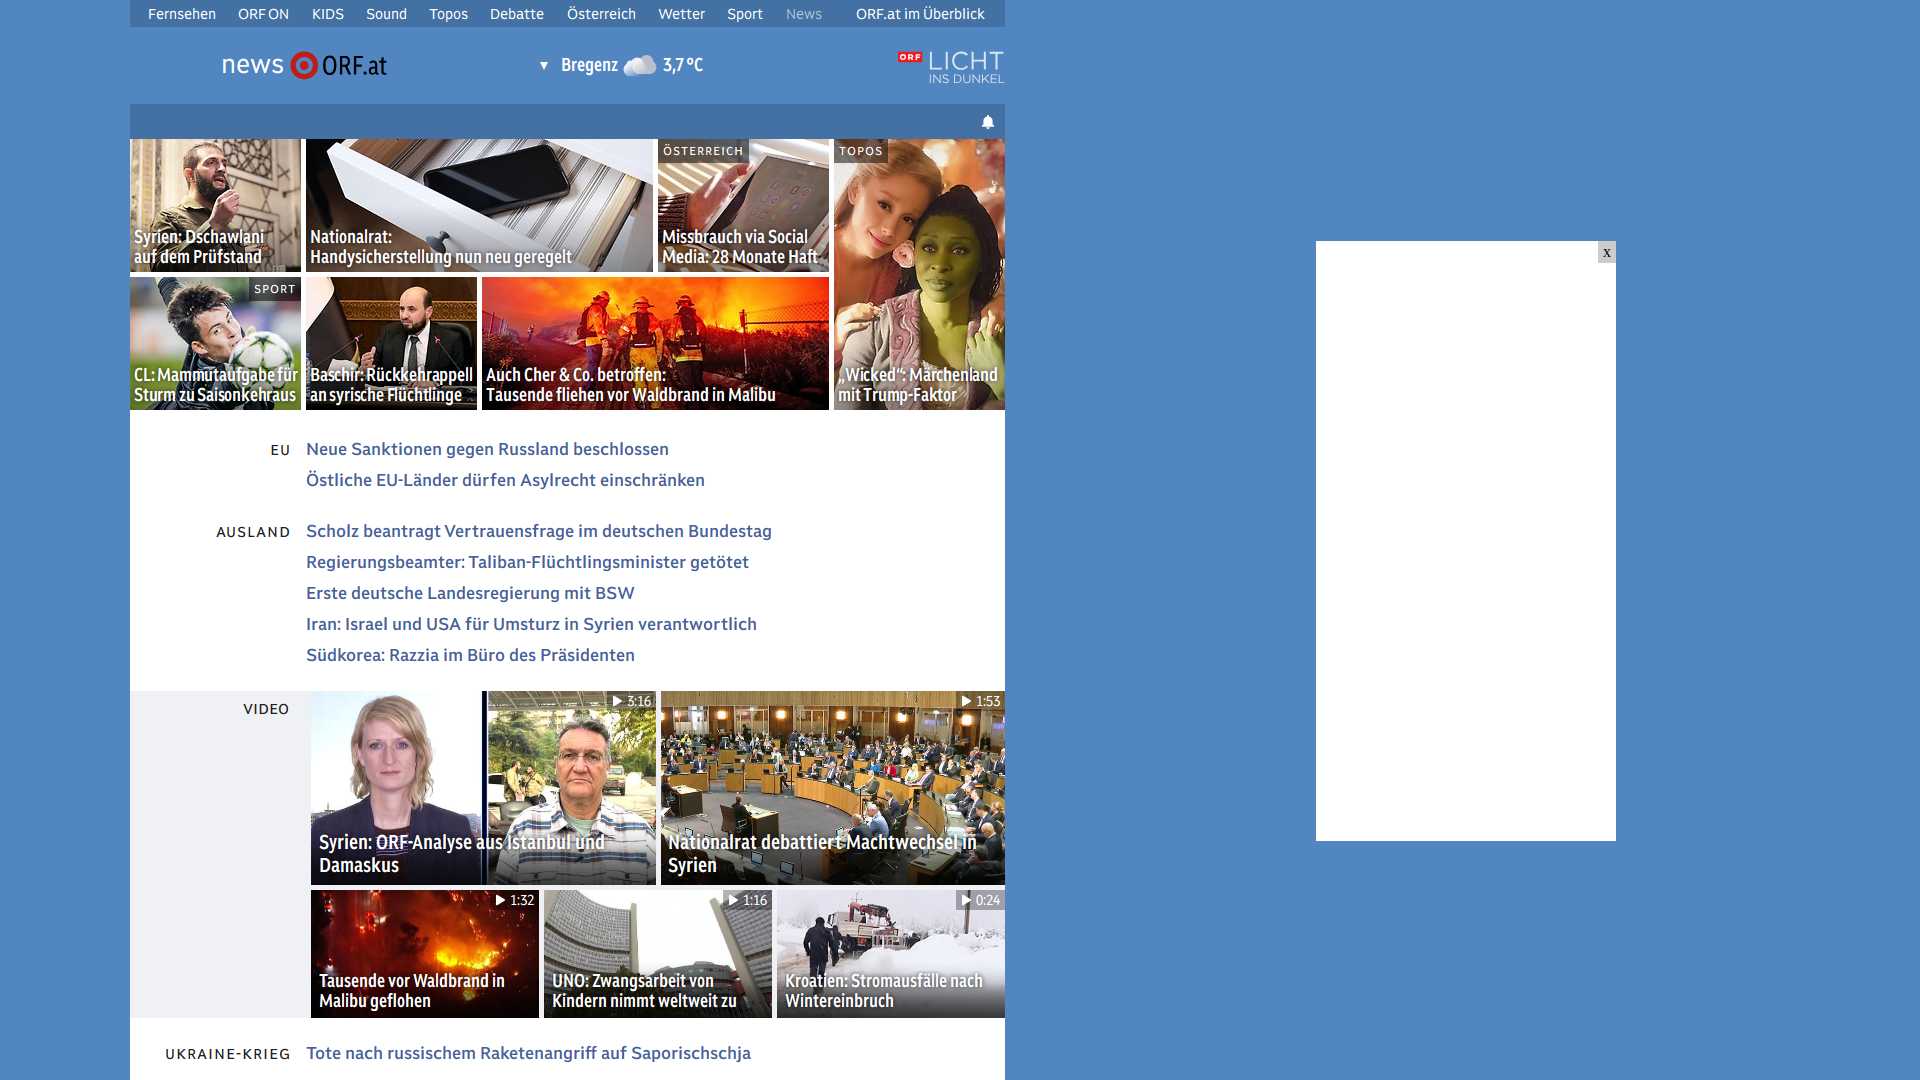 Fernsehen ORF ON KIDS Sound Topos Debatte Österreich Wetter Sport News ORF.at im Überblick
news ORF.at
▼ Bregenz 3,7 °C
ORF LICHT
INS DUNKEL
Syrien: Dschawlani
auf dem Prüfstand
Nationalrat:
Handysicherstellung nun neu geregelt
ÖSTERREICH
Missbrauch via Social
Media: 28 Monate Haft
TOPOS
„Wicked“: Märchenland
mit Trump-Faktor
SPORT
CL: Mammutaufgabe für
Sturm zu Saisonkehraus
Baschir: Rückkehrappell
an syrische Flüchtlinge
Auch Cher & Co. betroffen:
Tausende fliehen vor Waldbrand in Malibu
x
EU
Neue Sanktionen gegen Russland beschlossen
Östliche EU-Länder dürfen Asylrecht einschränken
AUSLAND
Scholz beantragt Vertrauensfrage im deutschen Bundestag
Regierungsbeamter: Taliban-Flüchtlingsminister getötet
Erste deutsche Landesregierung mit BSW
Iran: Israel und USA für Umsturz in Syrien verantwortlich
Südkorea: Razzia im Büro des Präsidenten
VIDEO
3:16
Syrien: ORF-Analyse aus Istanbul und
Damaskus
1:53
Nationalrat debattiert Machtwechsel in
Syrien
1:32
Tausende vor Waldbrand in
Malibu geflohen
1:16
UNO: Zwangsarbeit von
Kindern nimmt weltweit zu
0:24
Kroatien: Stromausfälle nach
Wintereinbruch
UKRAINE-KRIEG
Tote nach russischem Raketenangriff auf Saporischschja